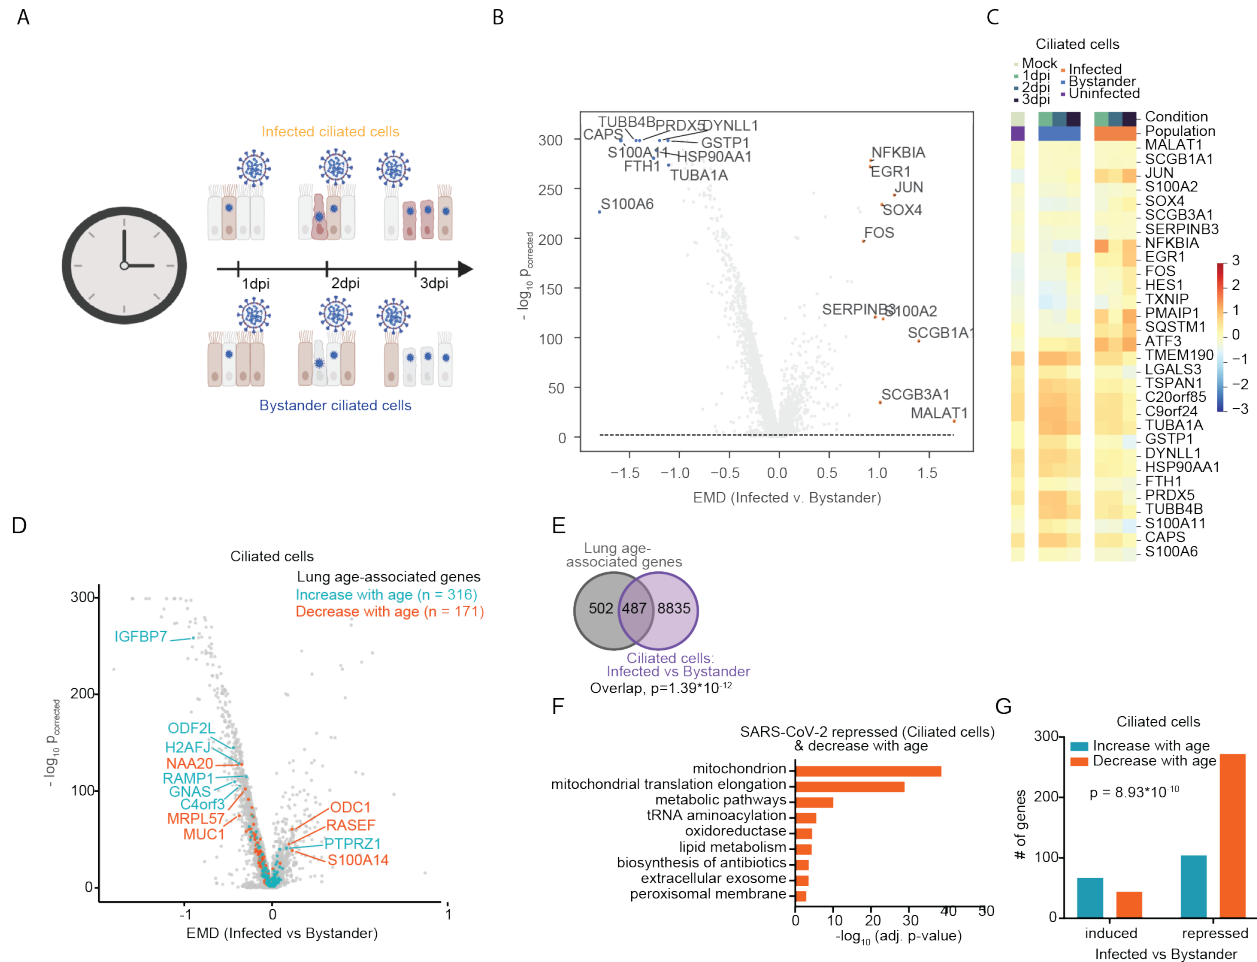 A
Infected ciliated cells
1dpi
2dpi
3dpi
Bystander ciliated cells
B
- log10 pcorrected
300
250
200
150
100
50
0
TUBB4B
PRDX5
DYNLL1
CAPS
GSTP1
S100A11
HSP90AA1
FTH1
TUBA1A
S100A6
NFKBIA
EGR1
JUN
SOX4
FOS
SERPINB3
S100A2
SCGB1A1
SCGB3A1
MALAT1
−1.5
−1.0
−0.5
0.0
0.5
1.0
1.5
EMD (Infected v. Bystander)
C
Ciliated cells
Mock
1dpi
2dpi
3dpi
Infected
Bystander
Uninfected
Condition
Population
MALAT1
SCGB1A1
JUN
S100A2
SOX4
SCGB3A1
SERPINB3
NFKBIA
EGR1
FOS
HES1
TXNIP
PMAIP1
SQSTM1
ATF3
TMEM190
LGALS3
TSPAN1
C20orf85
C9orf24
TUBA1A
GSTP1
DYNLL1
HSP90AA1
FTH1
PRDX5
TUBB4B
S100A11
CAPS
S100A6
3
2
1
0
−1
−2
−3
D
Ciliated cells
Lung age-associated genes
Increase with age (n = 316)
Decrease with age (n = 171)
- log10 pcorrected
300
200
100
0
IGFBP7
ODF2L
H2AFJ
NAA20
RAMP1
GNAS
C4orf3
MRPL57
MUC1
ODC1
RASEF
PTPRZ1
S100A14
-1
0
1
EMD (Infected vs Bystander)
E
Lung age-
associated genes
502
487
8835
Ciliated cells:
Infected vs Bystander
Overlap, p=1.39*10-12
F
SARS-CoV-2 repressed (Ciliated cells)
& decrease with age
mitochondrion
mitochondrial translation elongation
metabolic pathways
tRNA aminoacylation
oxidoreductase
lipid metabolism
biosynthesis of antibiotics
extracellular exosome
peroxisomal membrane
0
10
20
30
40
50
-log10 (adj. p-value)
G
Ciliated cells
Increase with age
Decrease with age
p = 8.93*10-10
# of genes
300
200
100
0
induced
repressed
Infected vs Bystander